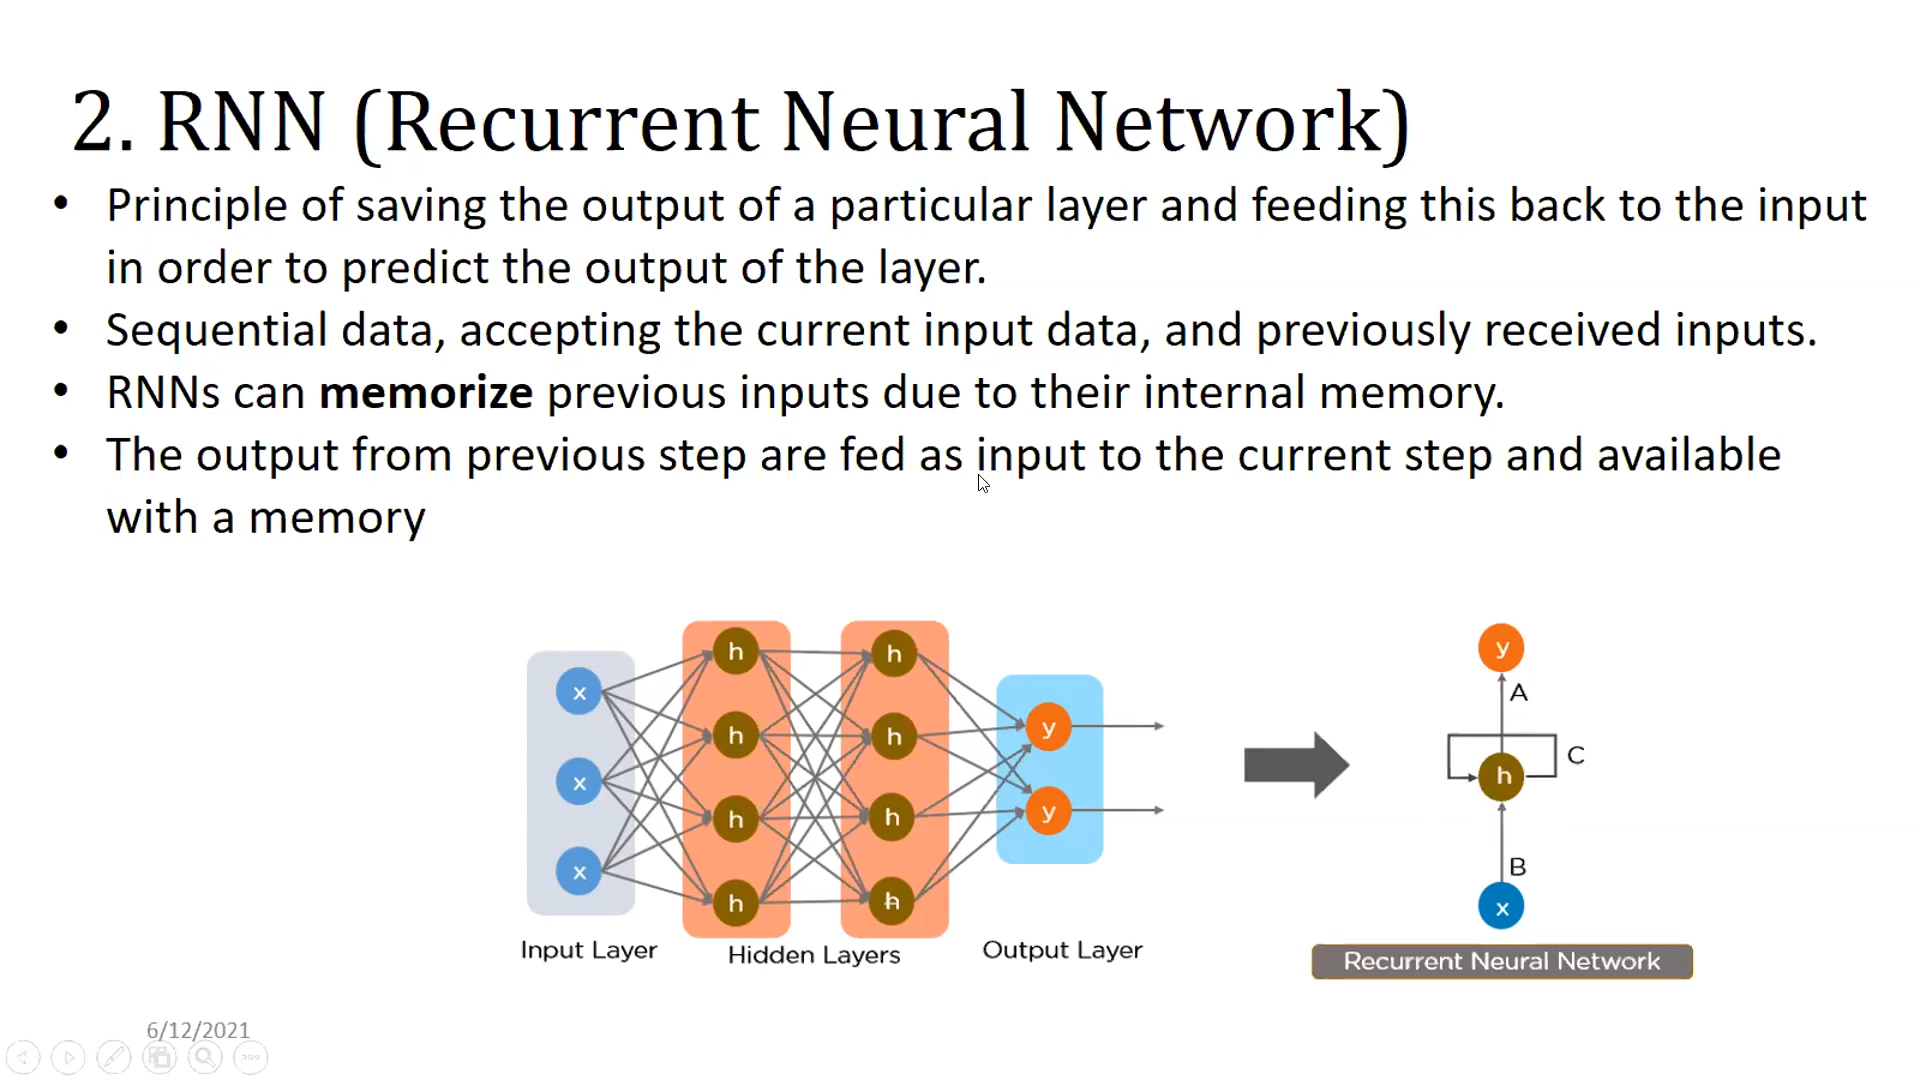 2. RNN (Recurrent Neural Network)
• Principle of saving the output of a particular layer and feeding this back to the input
in order to predict the output of the layer.
• Sequential data, accepting the current input data, and previously received inputs.
• RNNs can memorize previous inputs due to their internal memory.
• The output from previous step are fed as input to the current step and available
with a memory
x
x
x
h
h
h
h
h
h
h
h
y
y
Input Layer
Hidden Layers
Output Layer
y
A
C
h
B
x
Recurrent Neural Network
6/12/2021